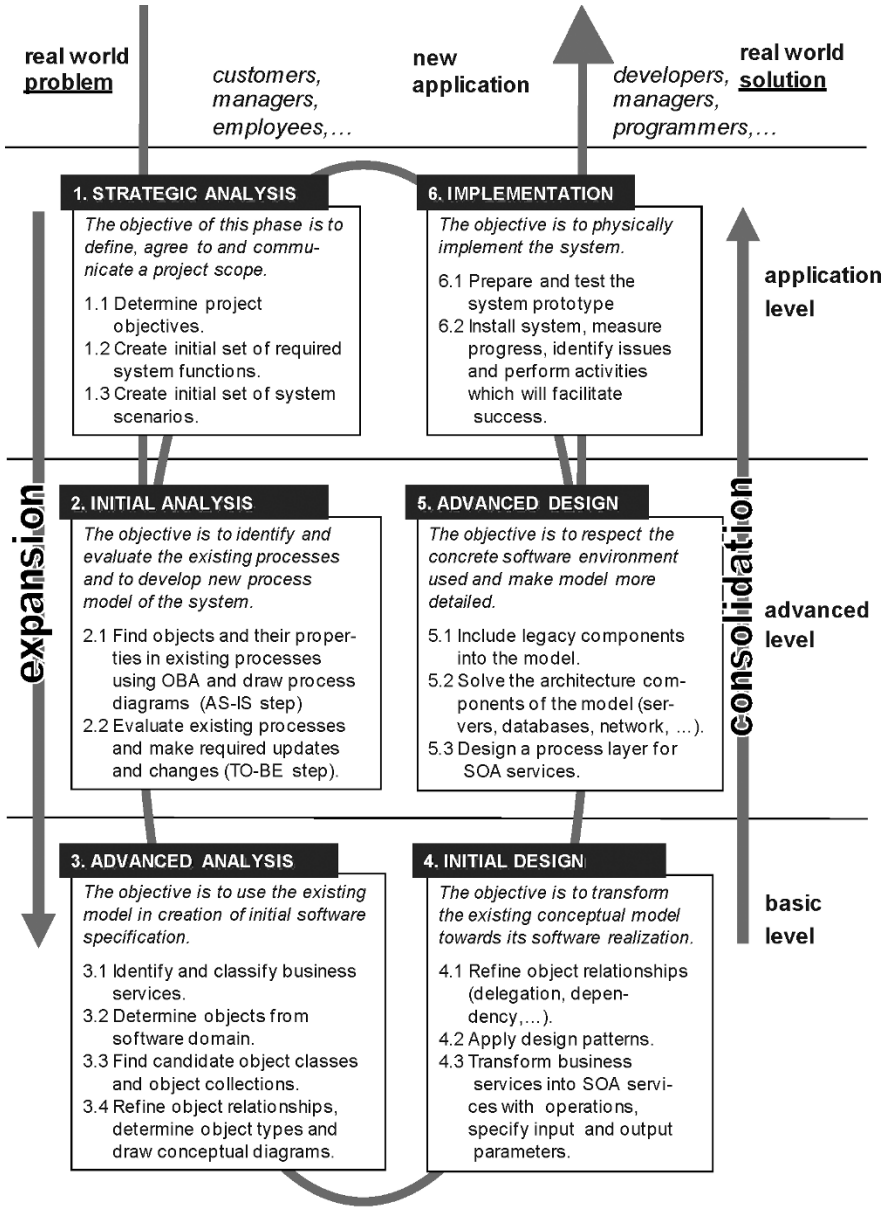 real world
problem
customers,
managers,
employees,...
new
application
developers,
managers,
programmers,...
real world
solution
expansion
1. STRATEGIC ANALYSIS
The objective of this phase is to
define, agree to and commu-
nicate a project scope.
1.1 Determine project
objectives.
1.2 Create initial set of required
system functions.
1.3 Create initial set of system
scenarios.
6. IMPLEMENTATION
The objective is to physically
implement the system.
6.1 Prepare and test the
system prototype
6.2 Install system, measure
progress, identify issues
and perform activities
which will facilitate
success.
application
level
2. INITIAL ANALYSIS
The objective is to identify and
evaluate the existing processes
and to develop new process
model of the system.
2.1 Find objects and their proper-
ties in existing processes
using OBA and draw process
diagrams (AS-IS step)
2.2 Evaluate existing processes
and make required updates
and changes (TO-BE step).
5. ADVANCED DESIGN
The objective is to respect the
concrete software environment
used and make model more
detailed.
5.1 Include legacy components
into the model.
5.2 Solve the architecture com-
ponents of the model (ser-
vers, databases, network, ...).
5.3 Design a process layer for
SOA services.
consolidation
advanced
level
3. ADVANCED ANALYSIS
The objective is to use the existing
model in creation of initial software
specification.
3.1 Identify and classify business
services.
3.2 Determine objects from
software domain.
3.3 Find candidate object classes
and object collections.
3.4 Refine object relationships,
determine object types and
draw conceptual diagrams.
4. INITIAL DESIGN
The objective is to transform
the existing conceptual model
towards its software realization.
4.1 Refine object relationships
(delegation, depen-
dency,...).
4.2 Apply design patterns.
4.3 Transform business
services into SOA servi-
ces with operations,
specify input and output
parameters.
basic
level